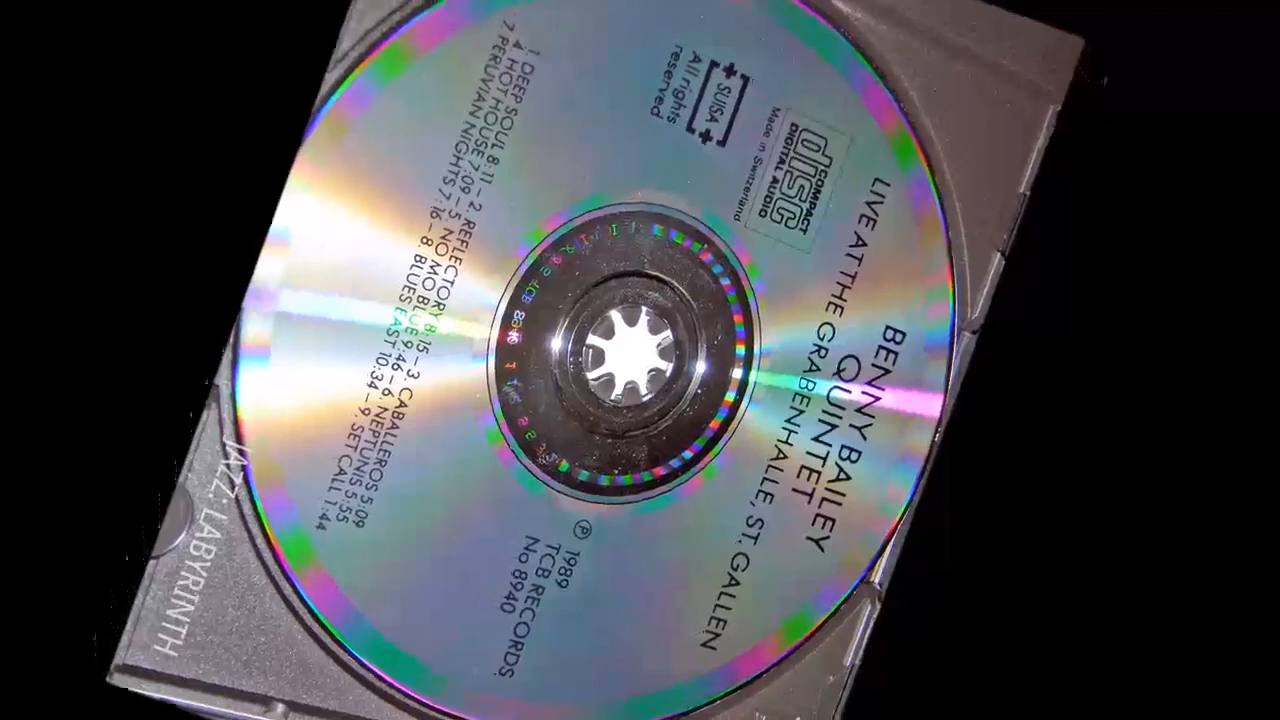 BENNY BAILEY
QUINTET
LIVE AT THE GRABENHALLE, ST. GALLEN
COMPACT
disc
DIGITAL AUDIO
Made in Switzerland
SUISA
All rights
reserved
℗ 1989
TCB RECORDS,
No 8940
1. DEEP SOUL 8:11 – 2. REFLECTORY 8:15 – 3. CABALLEROS 5:09
4. HOT HOUSE 7:09 – 5. NO MO BLUE 9:46 – 6. NEPTUNS 5:55
7. PERUVIAN NIGHTS 7:16 – 8. BLUES EAST 10:34 – 9. SET CALL 1:44
JAZZ: LABYRINTH